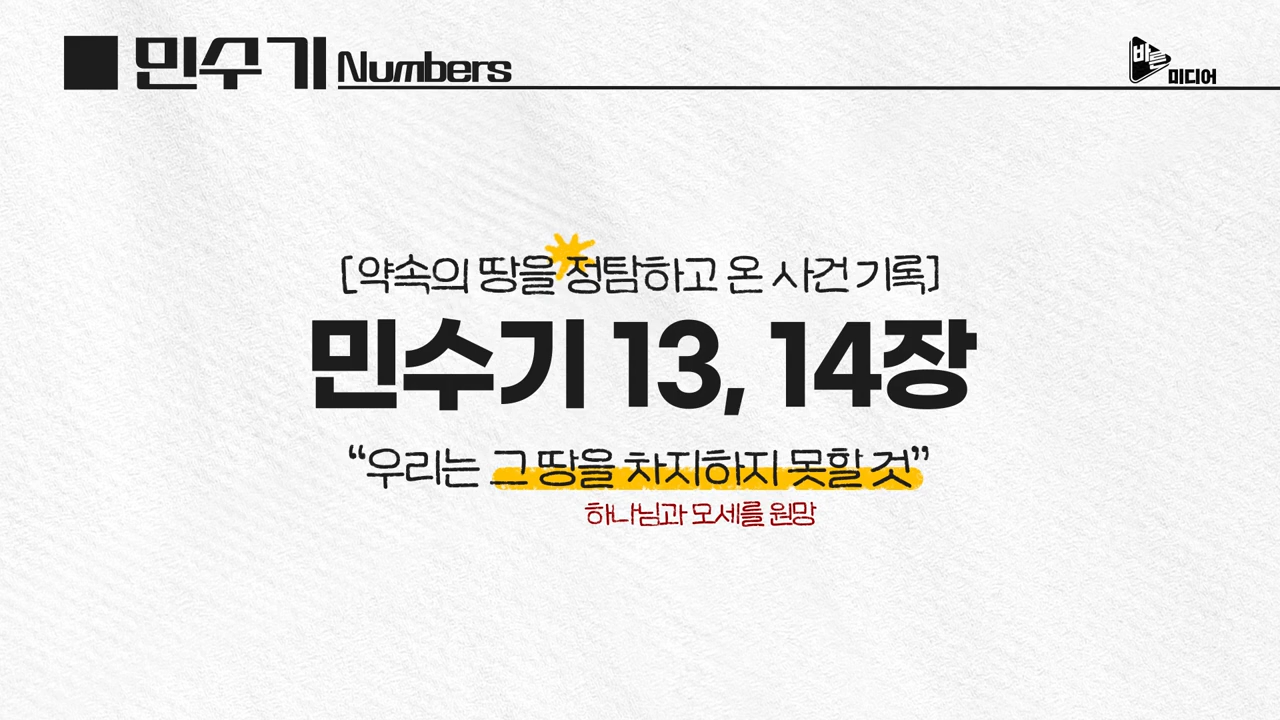 민수기 Numbers
바를
미디어
[약속의 땅을 정탐하고 온 사건 기록]
민수기 13, 14장
“우리는 그 땅을 차지하지 못할 것”
하나님과 모세를 원망